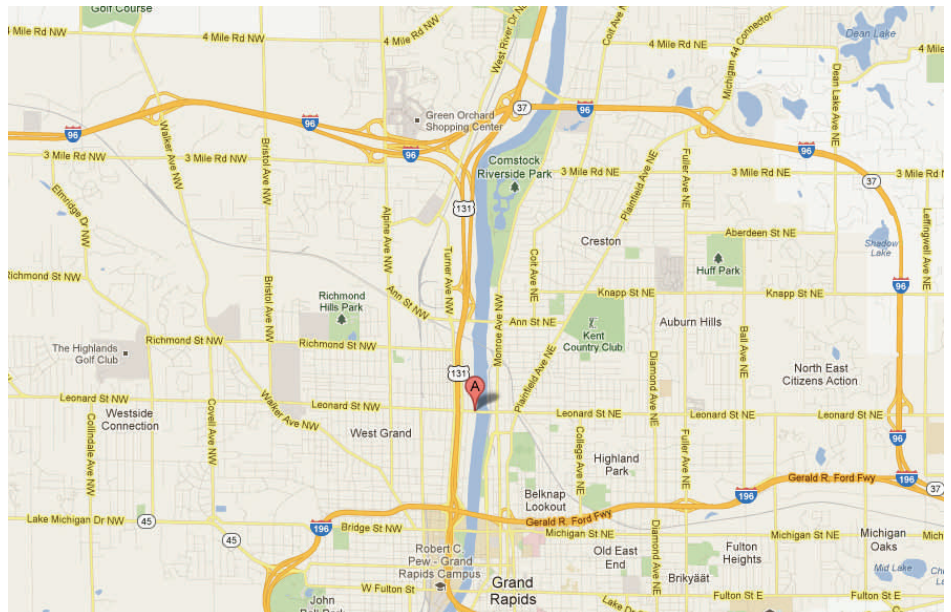 Golf Course
4 Mile Rd NW
4 Mile Rd NW
West River Dr NE
Coit Ave NE
4 Mile Rd NE
Michigan 44 Connector
Dean Lake
Dean Lake Ave NE
4 Mile Rd NE
96
96
37
96
Green Orchard
Shopping Center
96
96
3 Mile Rd NW
3 Mile Rd NW
Walker Ave NW
Bristol Ave NW
Comstock
Riverside Park
3 Mile Rd NE
Plainfield Ave NE
Fuller Ave NE
3 Mile Rd NE
37
3 Mile Rd NE
Elmridge Dr NW
131
Alpine Ave NW
Turner Ave NW
Coit Ave NE
Creston
Aberdeen St NE
Shadow
Lake
Leffingwell Ave NE
Huff Park
Richmond St NW
Bristol Ave NW
Richmond
Hills Park
Ann St NW
Knapp St NE
Knapp St NE
96
Ann St NE
Monroe Ave NW
Kent
Country Club
Auburn Hills
Ball Ave NE
The Highlands
Golf Club
Richmond St NW
Richmond St NW
131
A
Plainfield Ave NE
Diamond Ave NE
North East
Citizens Action
Leonard St NW
Leonard St NW
Leonard St NE
Leonard St NE
Westside
Connection
Collindale Ave NW
Covell Ave NW
Walker Ave NW
West Grand
College Ave NE
Fuller Ave NE
96
Highland
Park
Gerald R. Ford Fwy
196
37
196
Belknap
Lookout
Gerald R. Ford Fwy
Lake Michigan Dr NW
45
196
Bridge St NW
Michigan St NE
Michigan St NE
45
Robert C.
Pew - Grand
Rapids Campus
Old East
End
Diamond Ave NE
Fulton
Heights
Michigan
Oaks
Brikyäät
Mid Lake
W Fulton St
Grand
Rapids
Fulton St E
Fulton St E
John